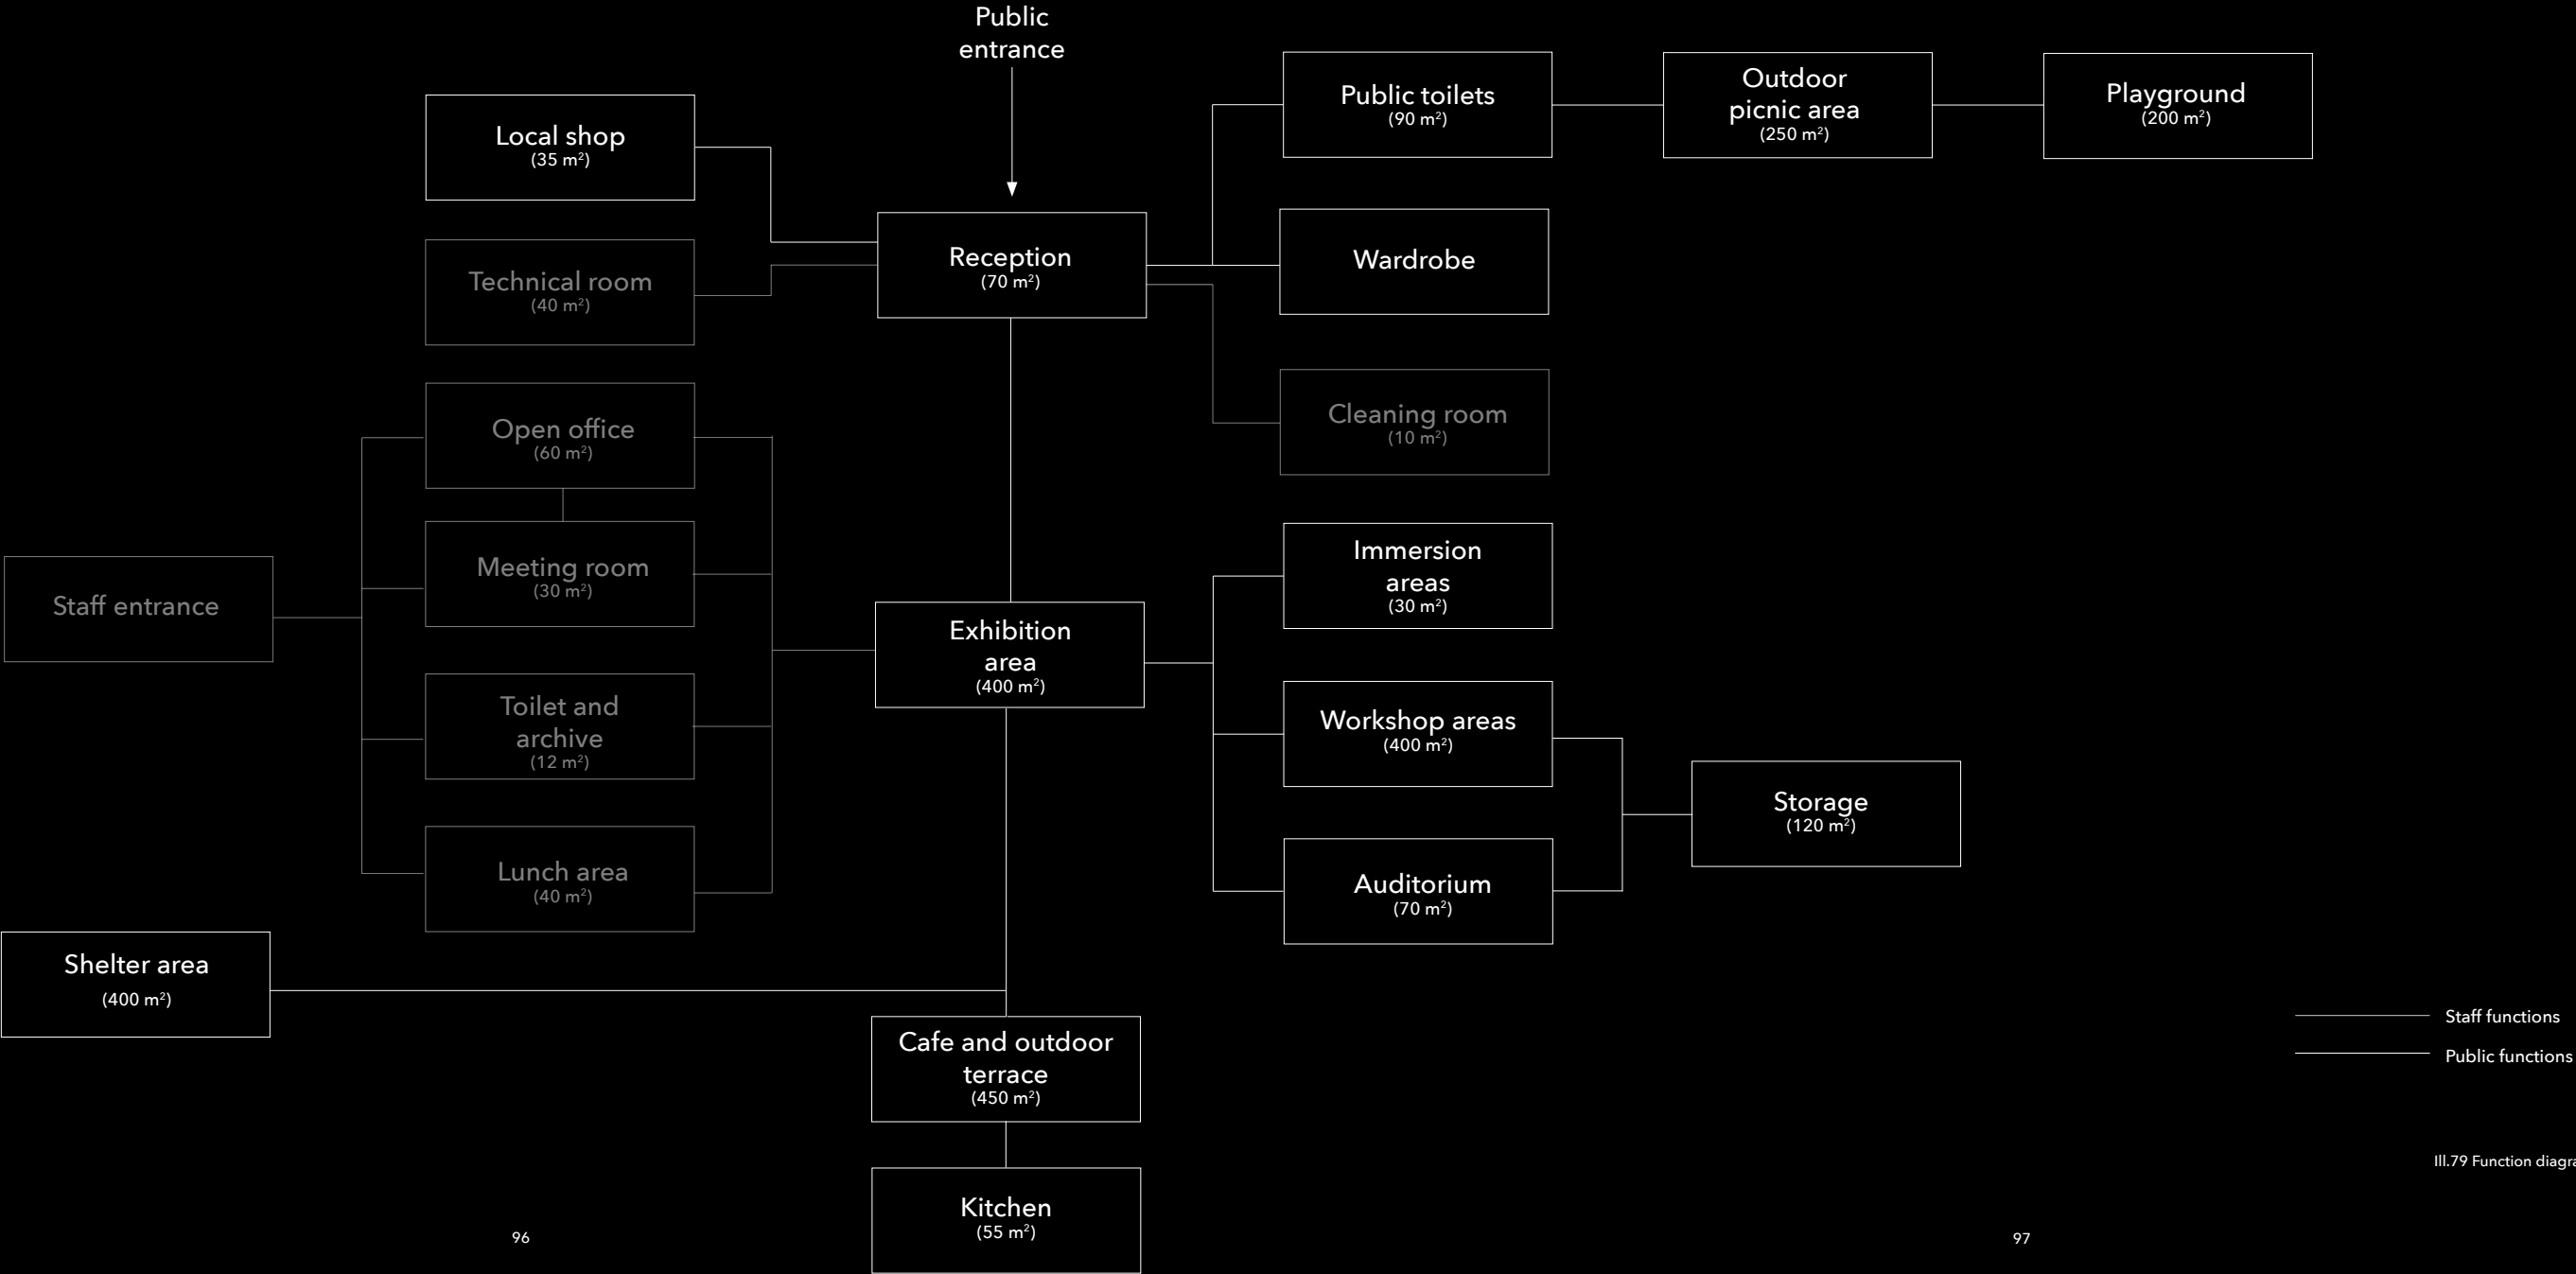 Public
entrance
Local shop
(35 m²)
Public toilets
(90 m²)
Outdoor
picnic area
(250 m²)
Playground
(200 m²)
Technical room
(40 m²)
Reception
(70 m²)
Wardrobe
Open office
(60 m²)
Cleaning room
(10 m²)
Staff entrance
Meeting room
(30 m²)
Exhibition
area
(400 m²)
Immersion
areas
(30 m²)
Toilet and
archive
(12 m²)
Workshop areas
(400 m²)
Storage
(120 m²)
Lunch area
(40 m²)
Auditorium
(70 m²)
Shelter area
(400 m²)
Cafe and outdoor
terrace
(450 m²)
Kitchen
(55 m²)
Staff functions
Public functions
Ill.79 Function diagra
96
97